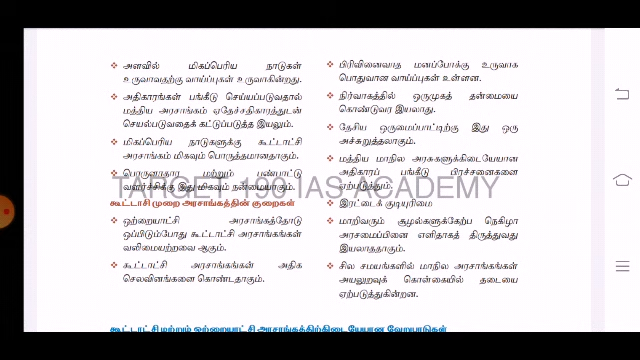 அளவில் மிகப்பெரிய நாடுகள்
உருவாவதற்கு வாய்ப்புகள் உருவாகின்றது.
அதிகாரங்கள் பங்கீடு செய்யப்படுவதால்
மத்திய அரசாங்கம் ஏதேச்சதிகாரத்துடன்
செயல்படுவதைக் கட்டுப்படுத்த இயலும்.
மிகப்பெரிய நாடுகளுக்கு கூட்டாட்சி
அரசாங்கம் மிகவும் பொருத்தமானதாகும்.
பொருளாதார மற்றும் பண்பாட்டு
வளர்ச்சிக்கு இது மிகவும் நன்மையாகும்.
கூட்டாட்சி முறை அரசாங்கத்தின் குறைகள்
ஒற்றையாட்சி அரசாங்கத்தோடு
ஒப்பிடும்போது கூட்டாட்சி அரசாங்கங்கள்
வலிமையற்றவை ஆகும்.
கூட்டாட்சி அரசாங்கங்கள் அதிக
செலவினங்களை கொண்டதாகும்.
பிரிவினைவாத மனப்போக்கு உருவாக
பொதுவான வாய்ப்புகள் உள்ளன.
நிர்வாகத்தில் ஒருமுகத் தன்மையை
கொண்டுவர இயலாது.
தேசிய ஒருமைப்பாட்டிற்கு இது ஒரு
அச்சுறுத்தலாகும்.
மத்திய மாநில அரசுகளுக்கிடையேயான
அதிகாரப் பங்கீடு பிரச்சனைகளை
ஏற்படுத்தும்.
இரட்டைக் குடியுரிமை
மாறிவரும் சூழல்களுக்கேற்ப நெகிழா
அரசமைப்பினை எளிதாகத் திருத்துவது
இயலாததாகும்.
சில சமயங்களில் மாநில அரசாங்கங்கள்
அயலுறவுக் கொள்கையில் தடையை
ஏற்படுத்துகின்றன.
TARGET 190 IAS ACADEMY
கூட்டாட்சி மற்றும் ஒற்றையாட்சி அரசாங்கத்திற்கிடையேயான வேறுபாடுகள்